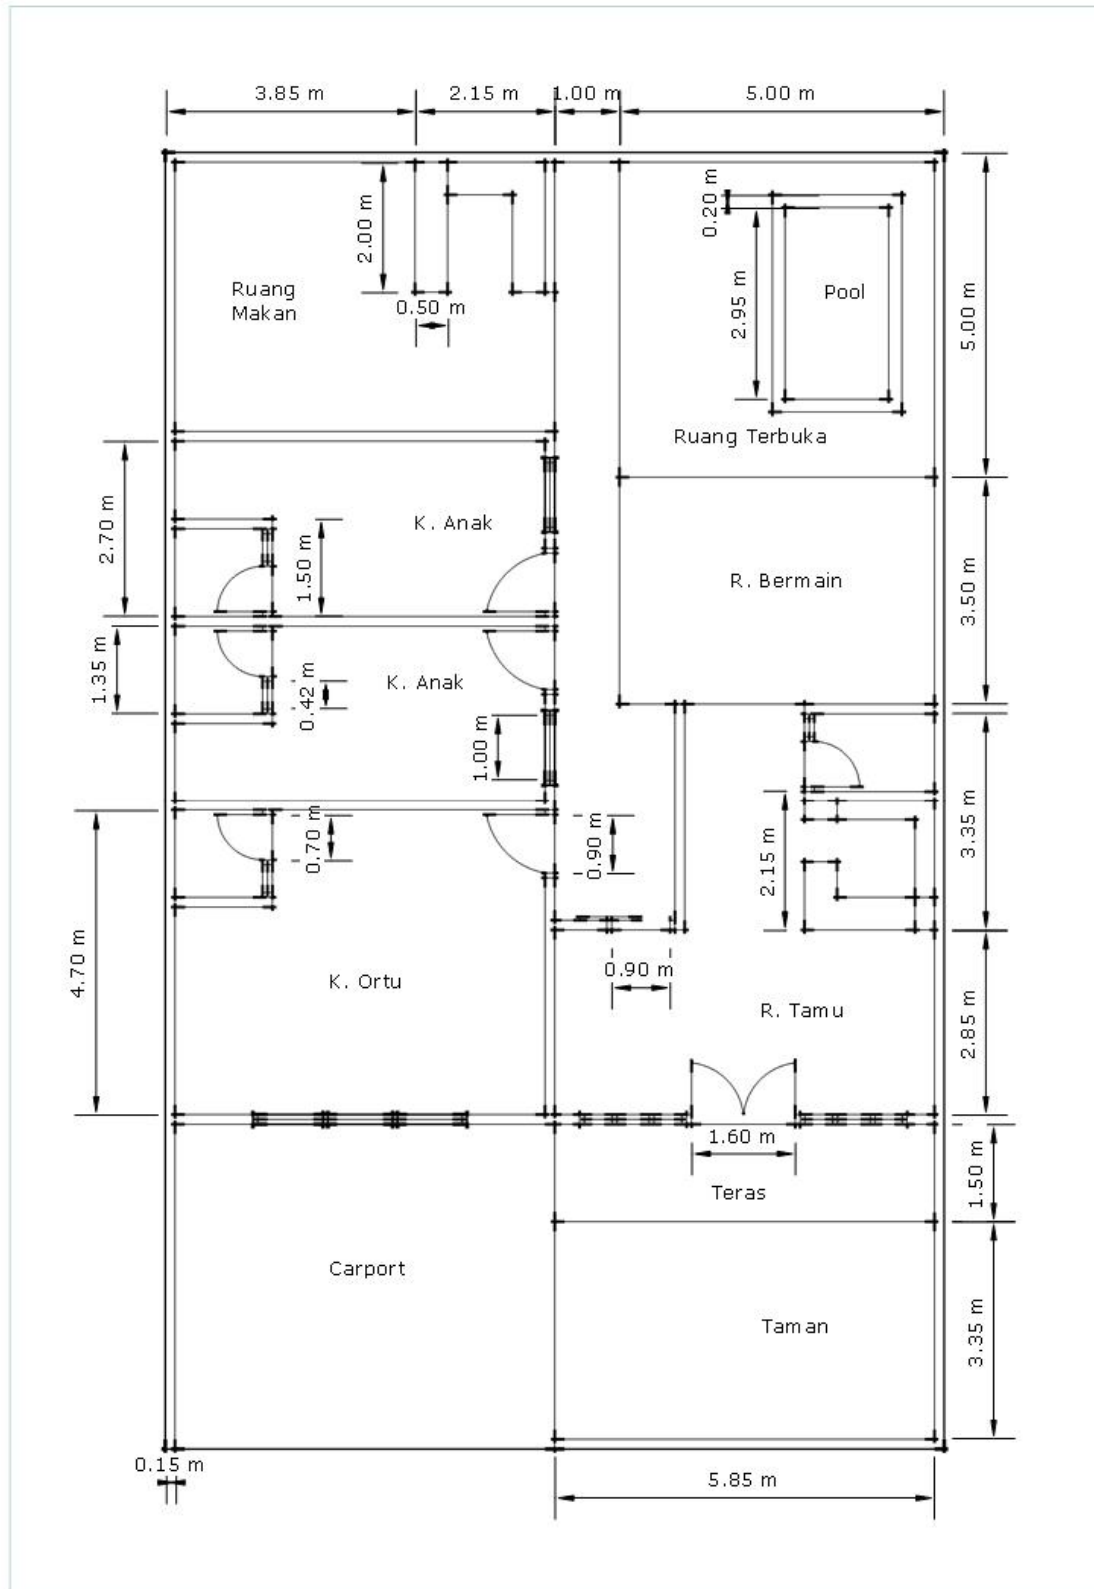 3.85 m
2.15 m
1.00 m
5.00 m
0.20 m
2.00 m
Ruang
Makan
0.50 m
2.95 m
Pool
5.00 m
Ruang Terbuka
2.70 m
K. Anak
1.50 m
R. Bermain
3.50 m
1.35 m
K. Anak
0.42 m
1.00 m
0.70 m
0.90 m
2.15 m
3.35 m
4.70 m
K. Ortu
0.90 m
R. Tamu
2.85 m
1.60 m
Teras
1.50 m
Carport
Taman
3.35 m
0.15 m
5.85 m